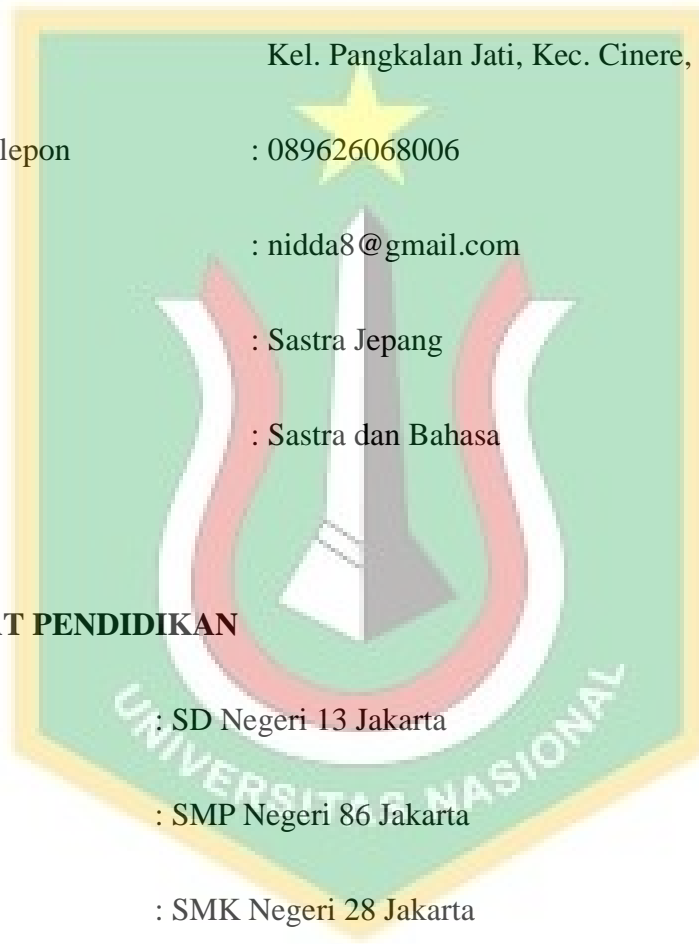 Kel. Pangkalan Jati, Kec. Cinere,
lepon : 089626068006
: nidda8@gmail.com
: Sastra Jepang
: Sastra dan Bahasa
AT PENDIDIKAN
: SD Negeri 13 Jakarta
: SMP Negeri 86 Jakarta
: SMK Negeri 28 Jakarta
UNIVERSITAS NASIONAL